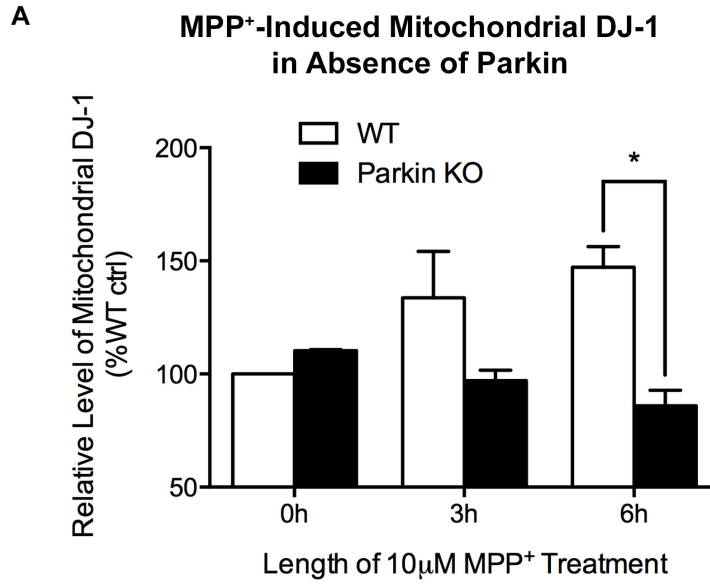 A
MPP⁺-Induced Mitochondrial DJ-1
in Absence of Parkin
Relative Level of Mitochondrial DJ-1
(%WT ctrl)
200
150
100
50
WT
Parkin KO
*
0h
3h
6h
Length of 10μM MPP⁺ Treatment